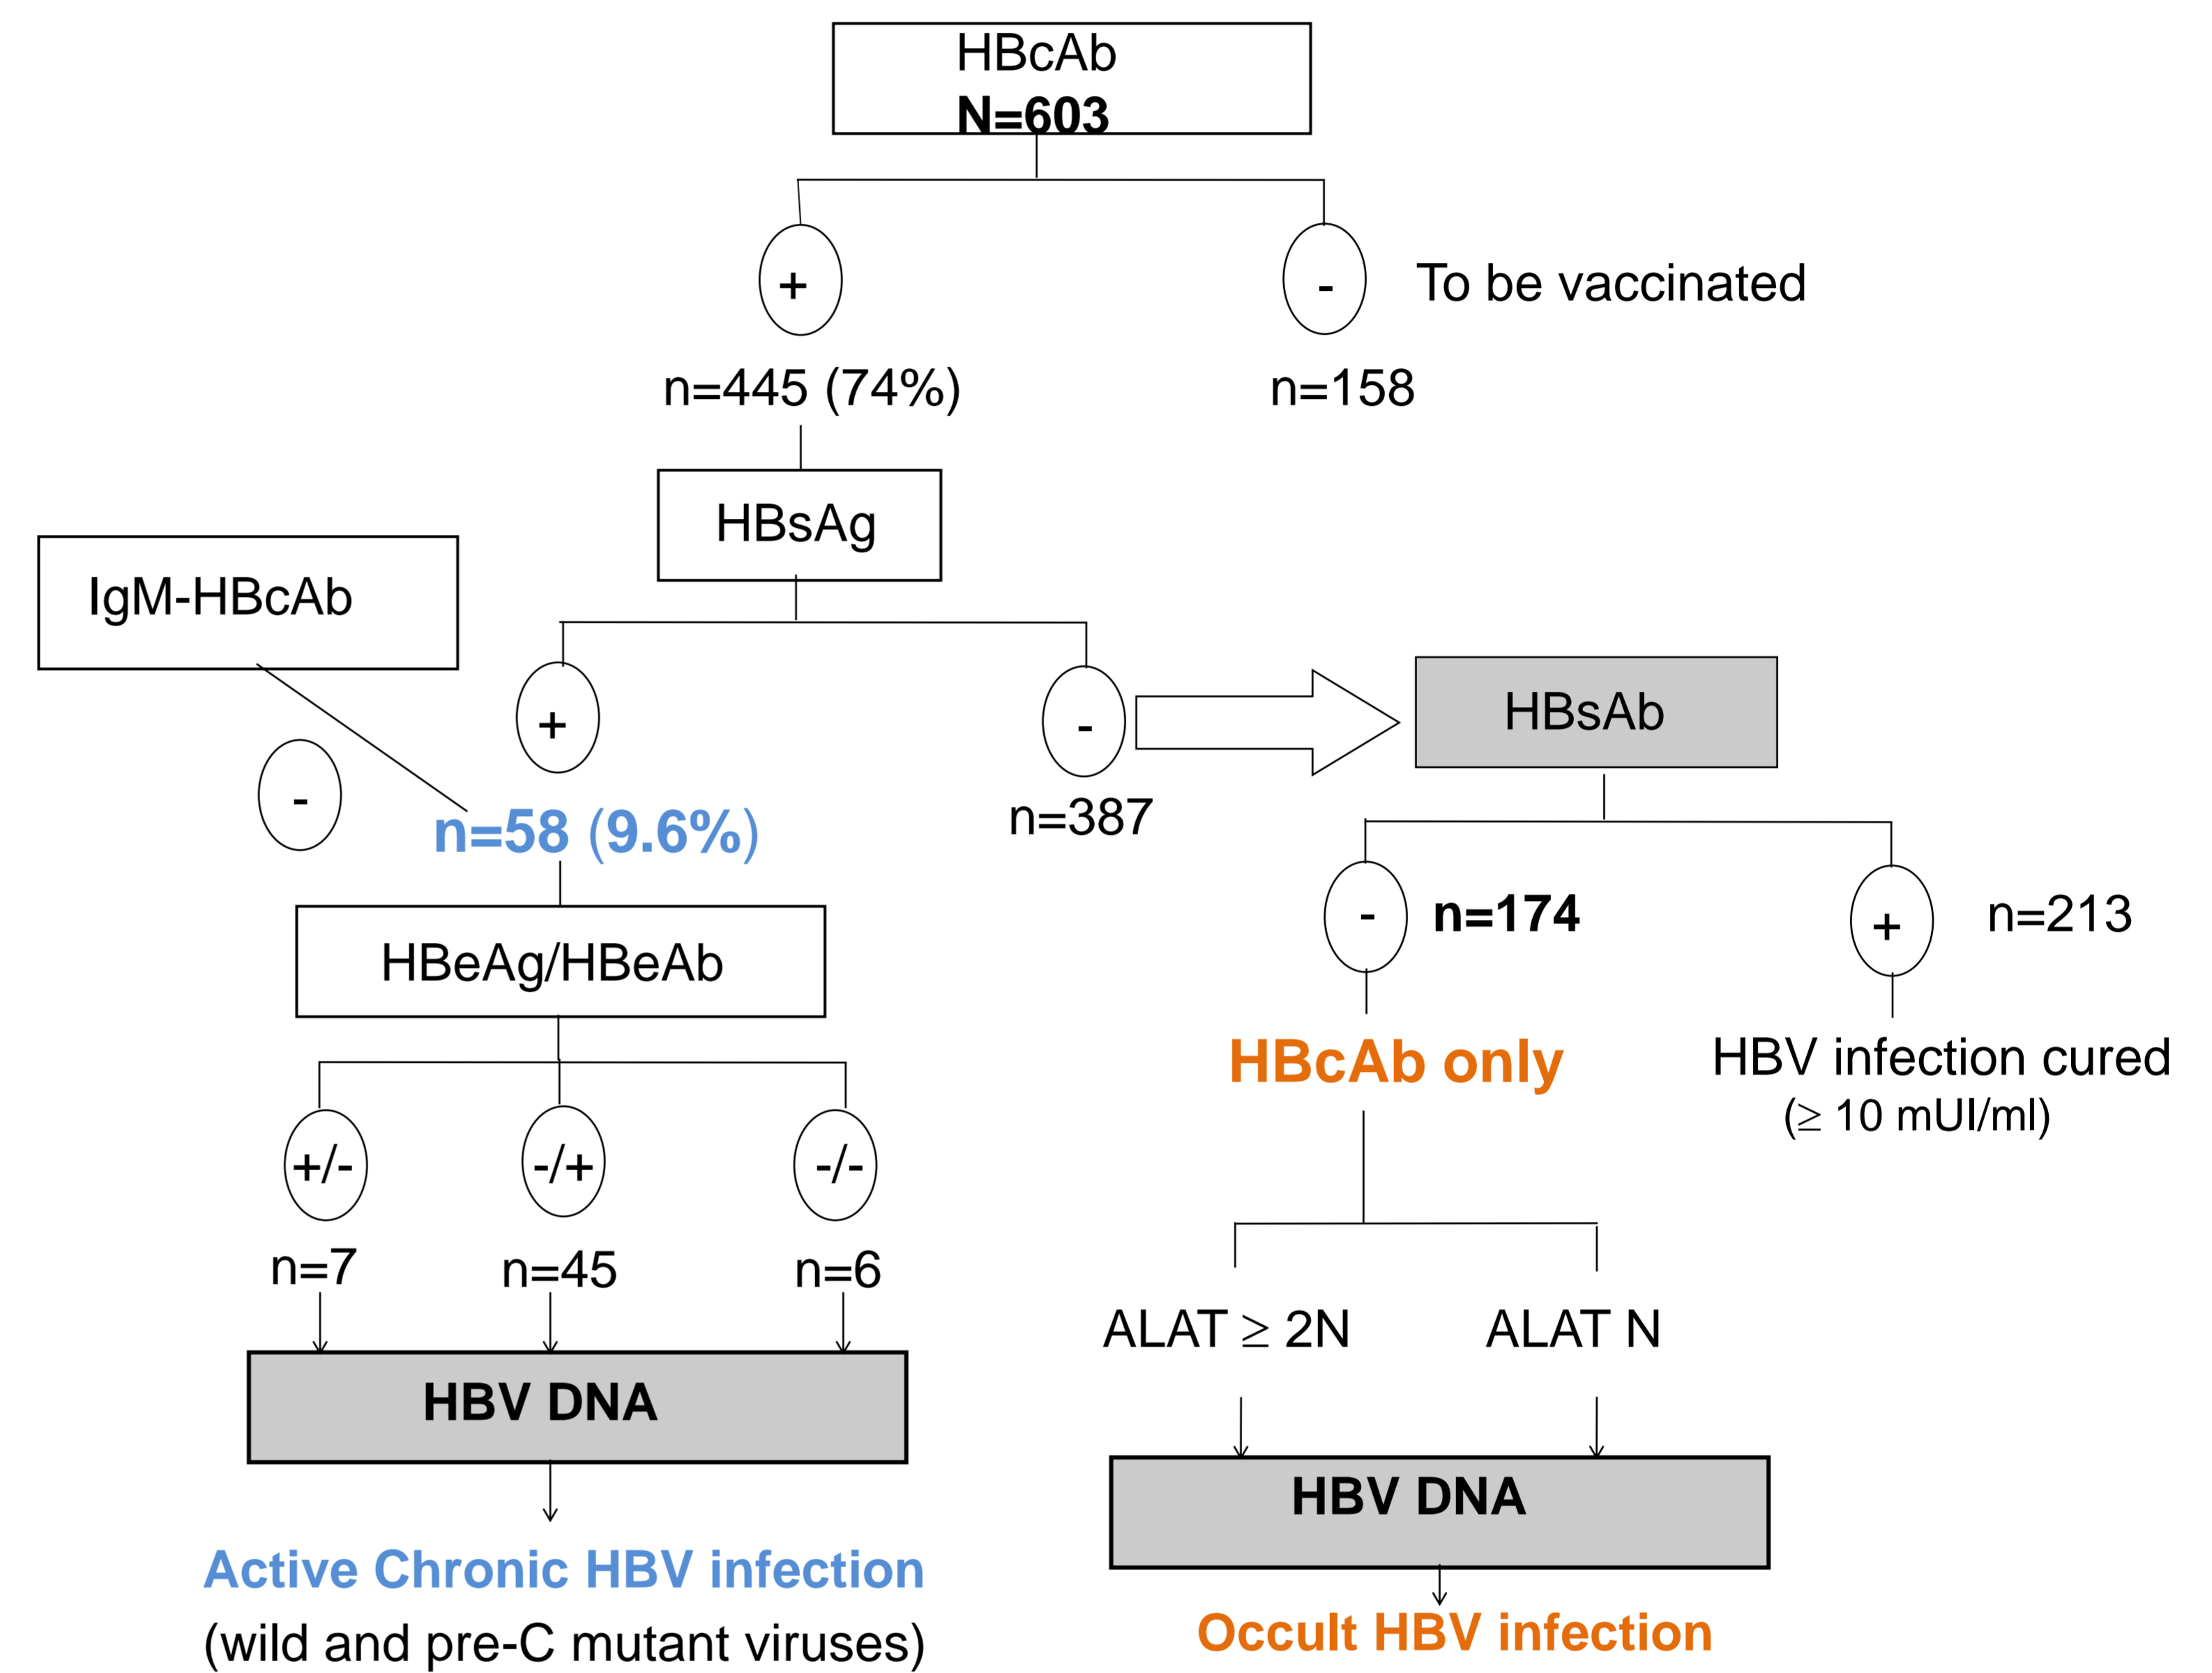 HBcAb
N=603
+
-
To be vaccinated
n=445 (74%)
n=158
HBsAg
IgM-HBcAb
+
-
HBsAb
-
n=58 (9.6%)
n=387
-
n=174
+
n=213
HBeAg/HBeAb
HBcAb only
HBV infection cured
(≥ 10 mUI/ml)
+/-
-/+
-/-
n=7
n=45
n=6
ALAT ≥ 2N
ALAT N
HBV DNA
HBV DNA
Active Chronic HBV infection
(wild and pre-C mutant viruses)
Occult HBV infection